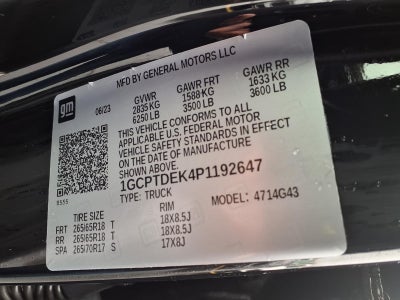 MFD BY GENERAL MOTORS LLC
gm
06/23 GVWR GAWR FRT GAWR RR
2835 KG 1588 KG 1633 KG
6250 LB 3500 LB 3600 LB
THIS VEHICLE CONFORMS TO ALL
APPLICABLE U.S. FEDERAL MOTOR
VEHICLE SAFETY STANDARDS IN EFFECT
ON THE DATE OF MANUFACTURE
SHOWN ABOVE.
1GCPTDEK4P1192647
TYPE: TRUCK MODEL: 4714G43
TIRE SIZE RIM
FRT 265/65R18 T 18X8.5J
RR 265/65R18 T 18X8.5J
SPA 265/70R17 S 17X8J